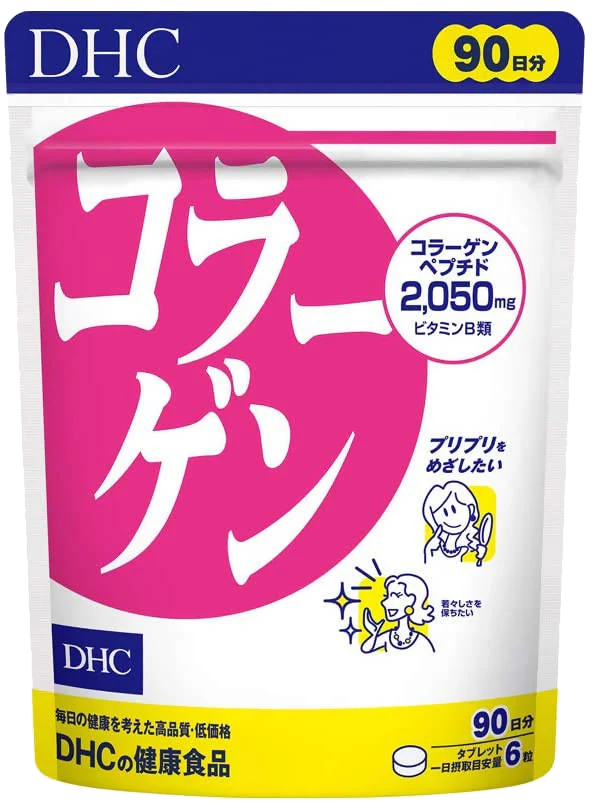 DHC
90日分
コラー
ゲン
コラーゲン
ペプチド
2,050mg
ビタミンB類
プリプリを
めざしたい
若々しさを
保ちたい
DHC
毎日の健康を考えた高品質・低価格
DHCの健康食品
90日分
タブレット
一日摂取目安量 6粒